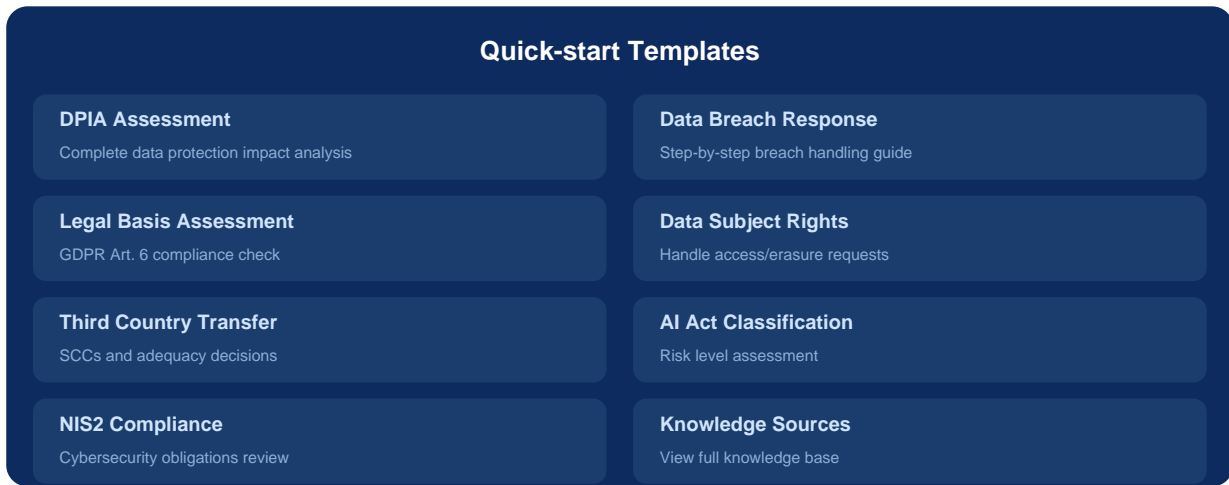 Quick-start Templates
DPIA Assessment
Complete data protection impact analysis
Data Breach Response
Step-by-step breach handling guide
Legal Basis Assessment
GDPR Art. 6 compliance check
Data Subject Rights
Handle access/erasure requests
Third Country Transfer
SCCs and adequacy decisions
AI Act Classification
Risk level assessment
NIS2 Compliance
Cybersecurity obligations review
Knowledge Sources
View full knowledge base